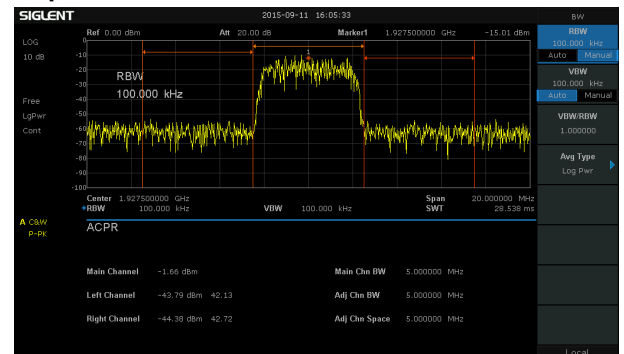 SIGLENT 2015-09-11 16:05:33 BW
LOG
10 dB
Free
LgPwr
Cont
A C&W
P-PK
Ref 0.00 dBm Att 20.00 dB Marker1 1.927500000 GHz -15.01 dBm
0
-10
-20
-30
-40
-50
-60
-70
-80
-90
-100
1
RBW
100.000 kHz
Center 1.927500000 GHz Span 20.000000 MHz
RBW 100.000 kHz VBW 100.000 kHz SWT 28.538 ms
ACPR
Main Channel -1.66 dBm Main Chn BW 5.000000 MHz
Left Channel -43.79 dBm 42.13 Adj Chn BW 5.000000 MHz
Right Channel -44.38 dBm 42.72 Adj Chn Space 5.000000 MHz
RBW
100.000 kHz
Auto Manual
VBW
100.000 kHz
Auto Manual
VBW/RBW
1.000000
Avg Type
Log Pwr
Local